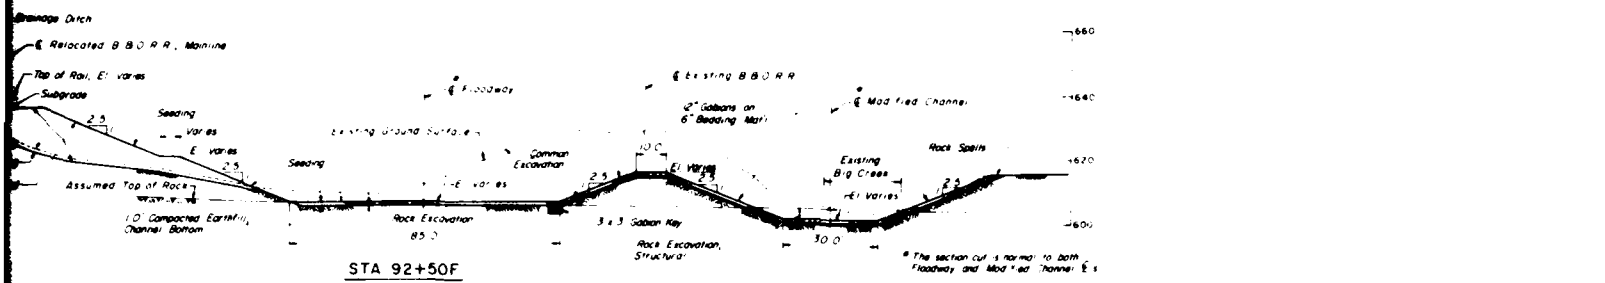 Drainage Ditch
℄ Relocated B & O R R, Mainline
Top of Rail, El varies
Subgrade
2.5
Seeding
Varies
El varies
2.5
Assumed Top of Rock
1.0' Compacted Earthfill,
Channel Bottom
Seeding
Existing Ground Surface
℄ Floodway
Common
Excavation
El varies
Rock Excavation
85.0
STA 92+50F
℄ Existing B & O R R
12" Gabions on
6" Bedding Mat'l
10.0
2.5
El Varies
2.5
3 x 3 Gabion Key
Rock Excavation,
Structural
* ℄ Modified Channel
Existing
Big Creek
El Varies
30.0
2.5
Rock Spalls
660
640
620
600
* The section cut is normal to both
Floodway and Modified Channel ℄ s